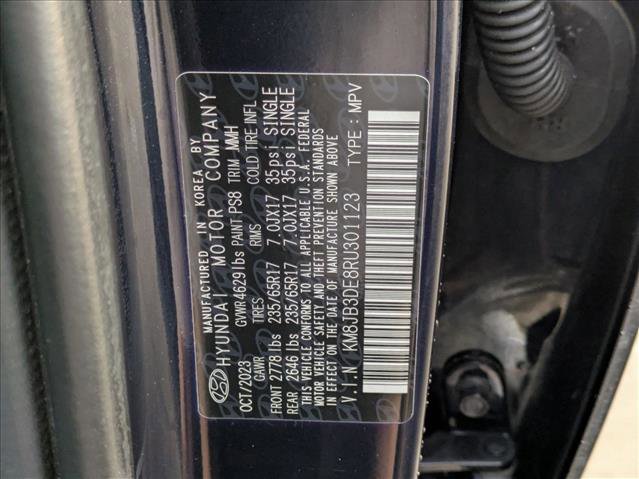 MANUFACTURED IN KOREA BY
HYUNDAI MOTOR COMPANY
OCT/2023 GVWR 4629 lbs PAINT PS8 TRIM MMH
GAWR TIRES RIMS COLD TIRE INFL
FRONT 2778 lbs 235/65R17 7.0JX17 35psi SINGLE
REAR 2646 lbs 235/65R17 7.0JX17 35psi SINGLE
THIS VEHICLE CONFORMS TO ALL APPLICABLE U.S.A. FEDERAL
MOTOR VEHICLE SAFETY AND THEFT PREVENTION STANDARDS
IN EFFECT ON THE DATE OF MANUFACTURE SHOWN ABOVE
V.I.N KM8JB3DE8RU301123 TYPE : MPV